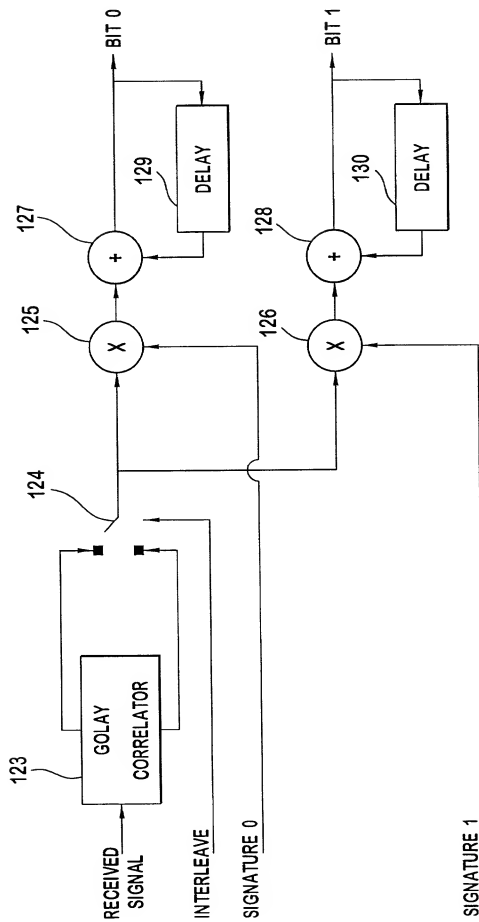 RECEIVED
SIGNAL
INTERLEAVE
SIGNATURE 0
SIGNATURE 1
123
GOLAY
CORRELATOR
124
125
X
126
X
127
+
128
+
129
DELAY
130
DELAY
BIT 0
BIT 1